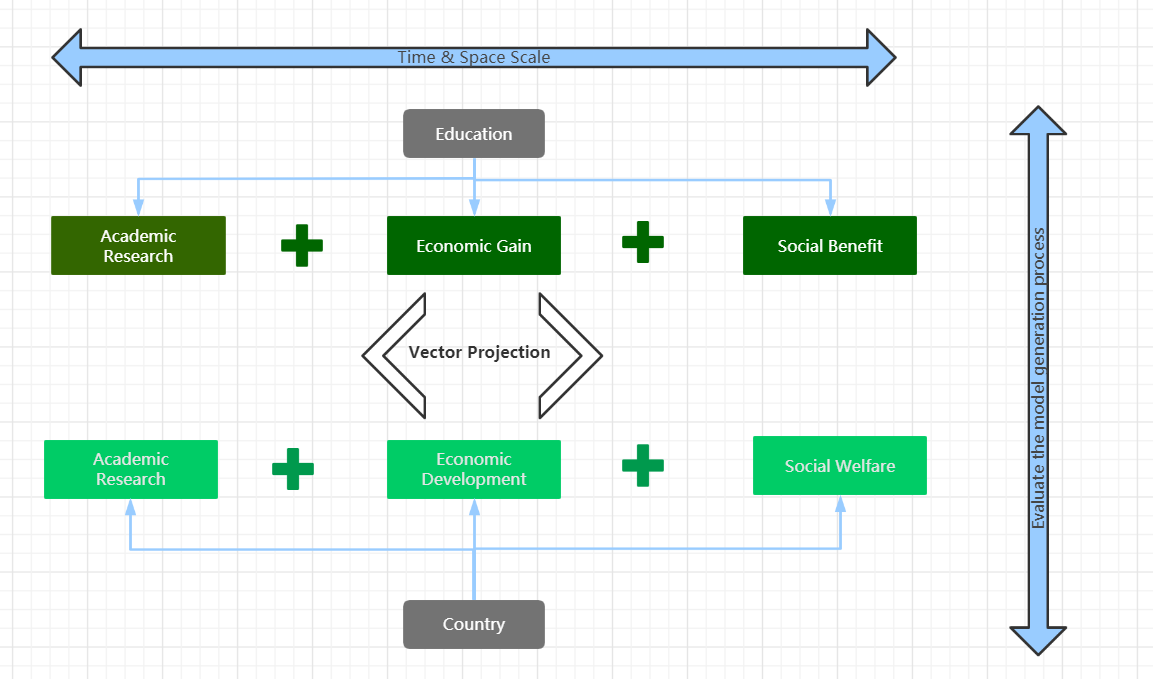 Time & Space Scale
Education
Academic
Research
Economic Gain
Social Benefit
Vector Projection
Academic
Research
Economic
Development
Social Welfare
Country
Evaluate the model generation process